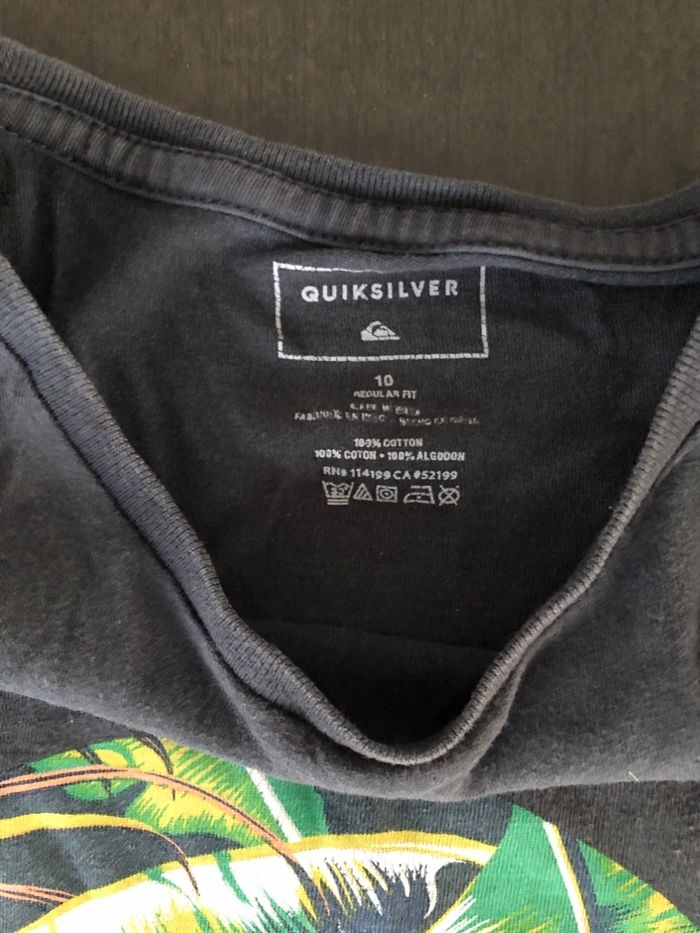 QUIKSILVER
10
REGULAR FIT
100% COTTON
100% COTON • 100% ALGODON
RN# 114199 CA #52199